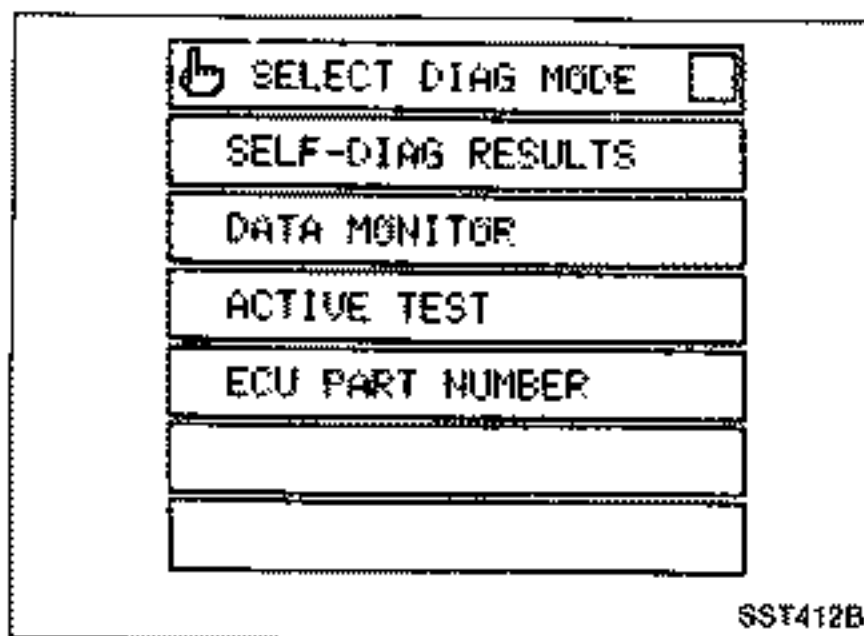 SELECT DIAG MODE
SELF-DIAG RESULTS
DATA MONITOR
ACTIVE TEST
ECU PART NUMBER
SST412B